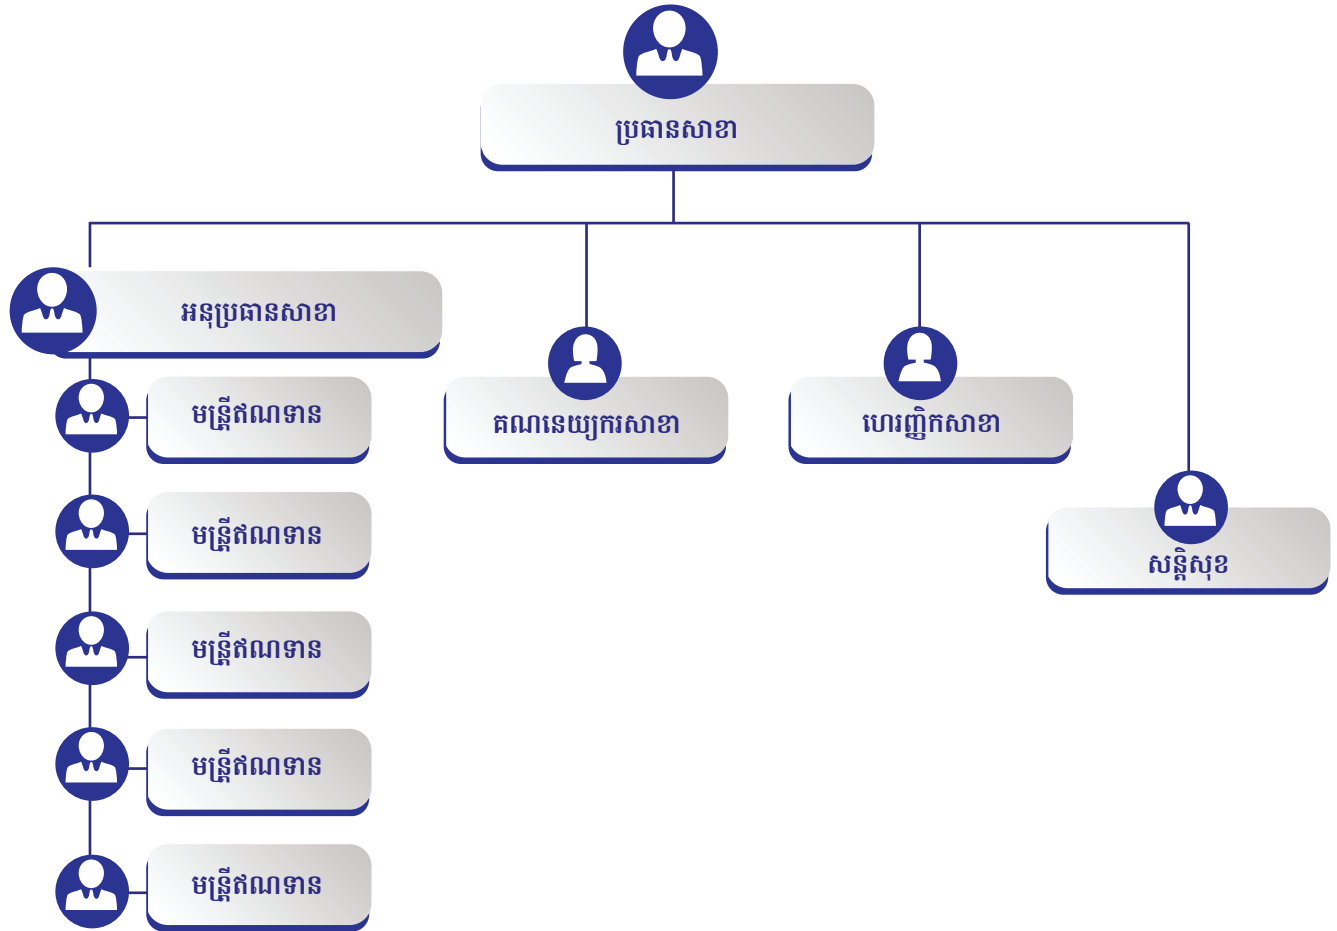 ប្រធានសាខា
អនុប្រធានសាខា
មន្ត្រីឥណទាន
មន្ត្រីឥណទាន
មន្ត្រីឥណទាន
មន្ត្រីឥណទាន
មន្ត្រីឥណទាន
គណនេយ្យករសាខា
ហេរញ្ញិកសាខា
សន្តិសុខ